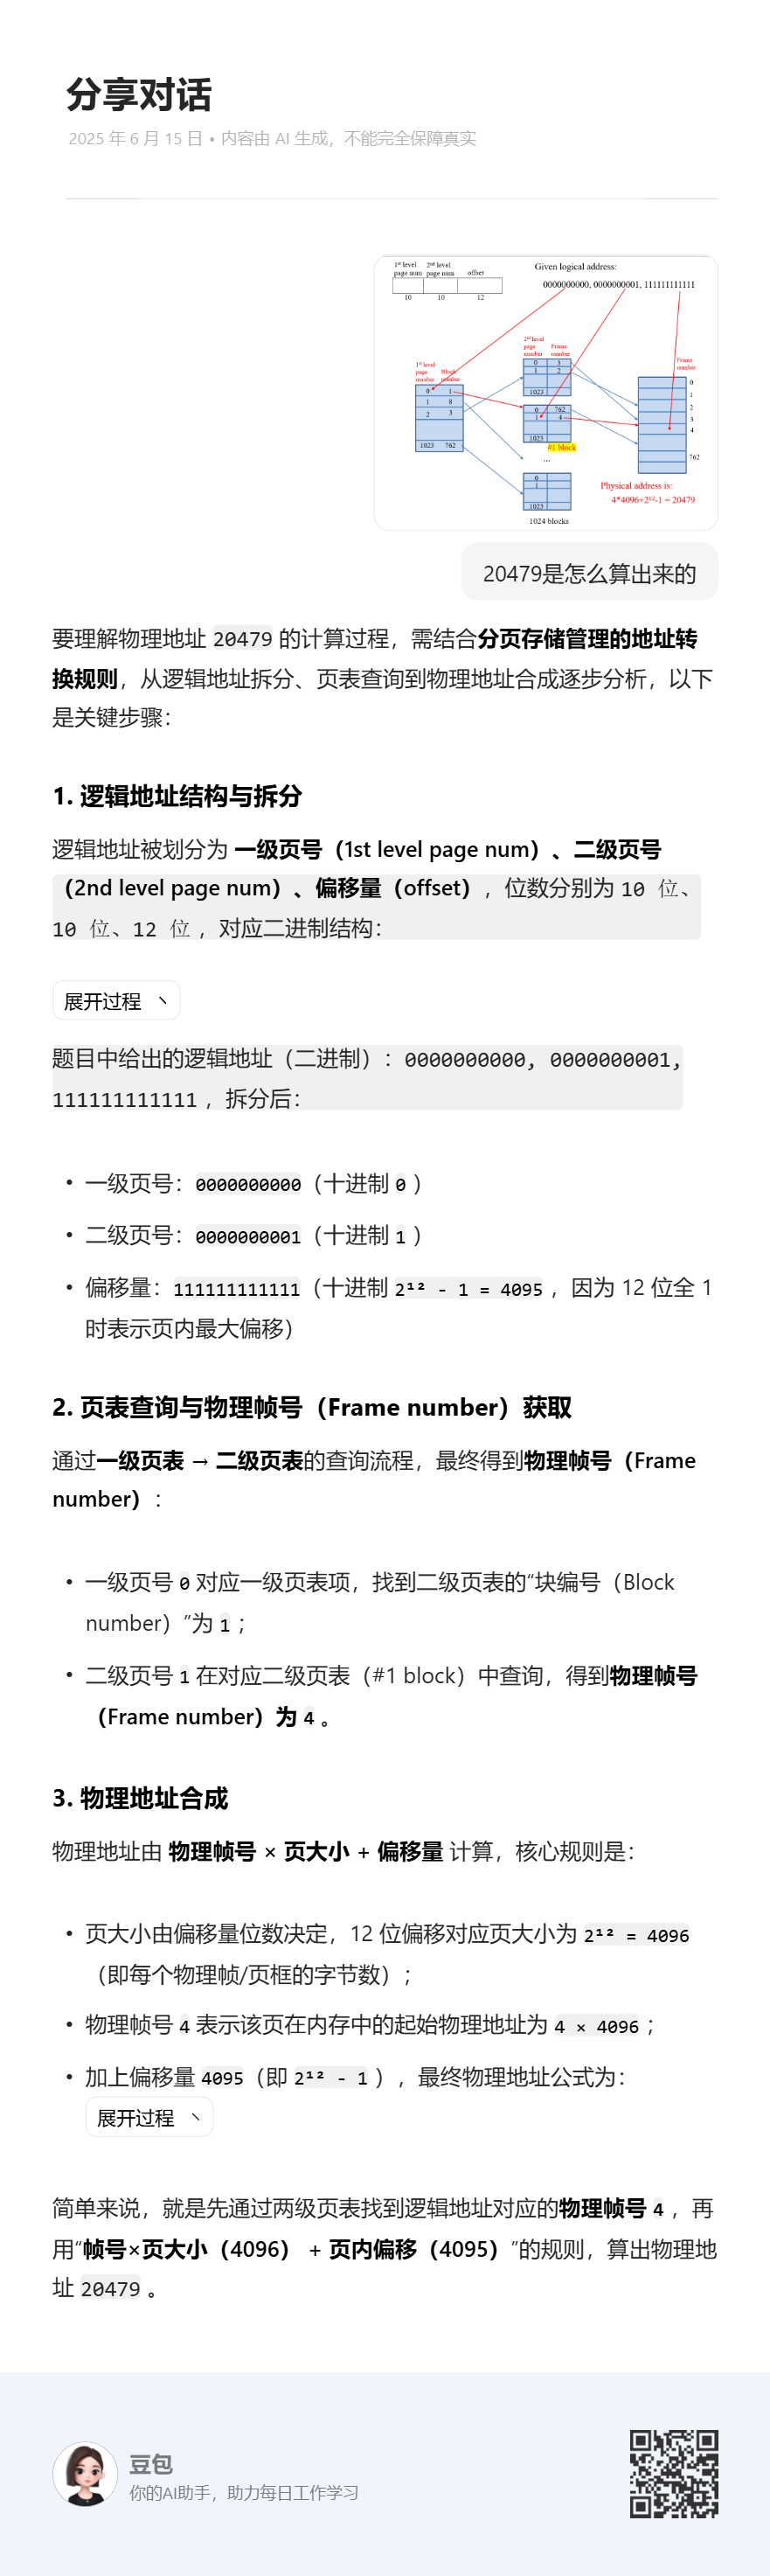 分享对话
2025 年 6 月 15 日 • 内容由 AI 生成，不能完全保障真实
1st level page num 2nd level page num offset
10 10 12
Given logical address:
0000000000, 0000000001, 111111111111
1st level page number Block number
0 1
1 8
2 3
1023 762
2nd level page number Frame number
0 3
1 2
1023
0 762
1 4
1023
#1 block
...
0
1
1023
1024 blocks
Frame number
0
1
2
3
4
762
Physical address is:
4*4096+2¹²-1 = 20479
20479是怎么算出来的
要理解物理地址 20479 的计算过程，需结合分页存储管理的地址转
换规则，从逻辑地址拆分、页表查询到物理地址合成逐步分析，以下
是关键步骤：
1. 逻辑地址结构与拆分
逻辑地址被划分为 一级页号（1st level page num）、二级页号
（2nd level page num）、偏移量（offset），位数分别为 10 位、
10 位、12 位 ，对应二进制结构：
展开过程
题目中给出的逻辑地址（二进制）：0000000000, 0000000001,
111111111111 ，拆分后：
• 一级页号：0000000000（十进制 0 ）
• 二级页号：0000000001（十进制 1 ）
• 偏移量：111111111111（十进制 2¹² - 1 = 4095 ，因为 12 位全 1
时表示页内最大偏移）
2. 页表查询与物理帧号（Frame number）获取
通过一级页表 → 二级页表的查询流程，最终得到物理帧号（Frame
number）：
• 一级页号 0 对应一级页表项，找到二级页表的“块编号（Block
number）”为 1 ；
• 二级页号 1 在对应二级页表（#1 block）中查询，得到物理帧号
（Frame number）为 4 。
3. 物理地址合成
物理地址由 物理帧号 × 页大小 + 偏移量 计算，核心规则是：
• 页大小由偏移量位数决定，12 位偏移对应页大小为 2¹² = 4096
（即每个物理帧/页框的字节数）；
• 物理帧号 4 表示该页在内存中的起始物理地址为 4 × 4096 ；
• 加上偏移量 4095（即 2¹² - 1 ），最终物理地址公式为：
展开过程
简单来说，就是先通过两级页表找到逻辑地址对应的物理帧号 4 ，再
用“帧号×页大小（4096） + 页内偏移（4095）”的规则，算出物理地
址 20479 。
豆包
你的AI助手，助力每日工作学习